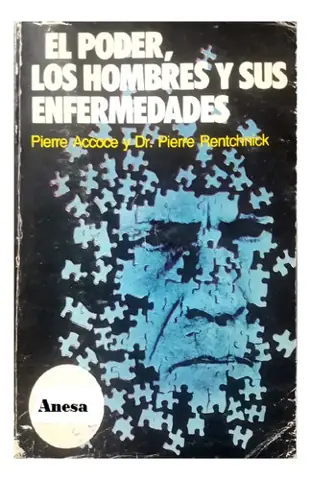 EL PODER,
LOS HOMBRES Y SUS
ENFERMEDADES
Pierre Accoce y Dr. Pierre Rentchnick
Anesa